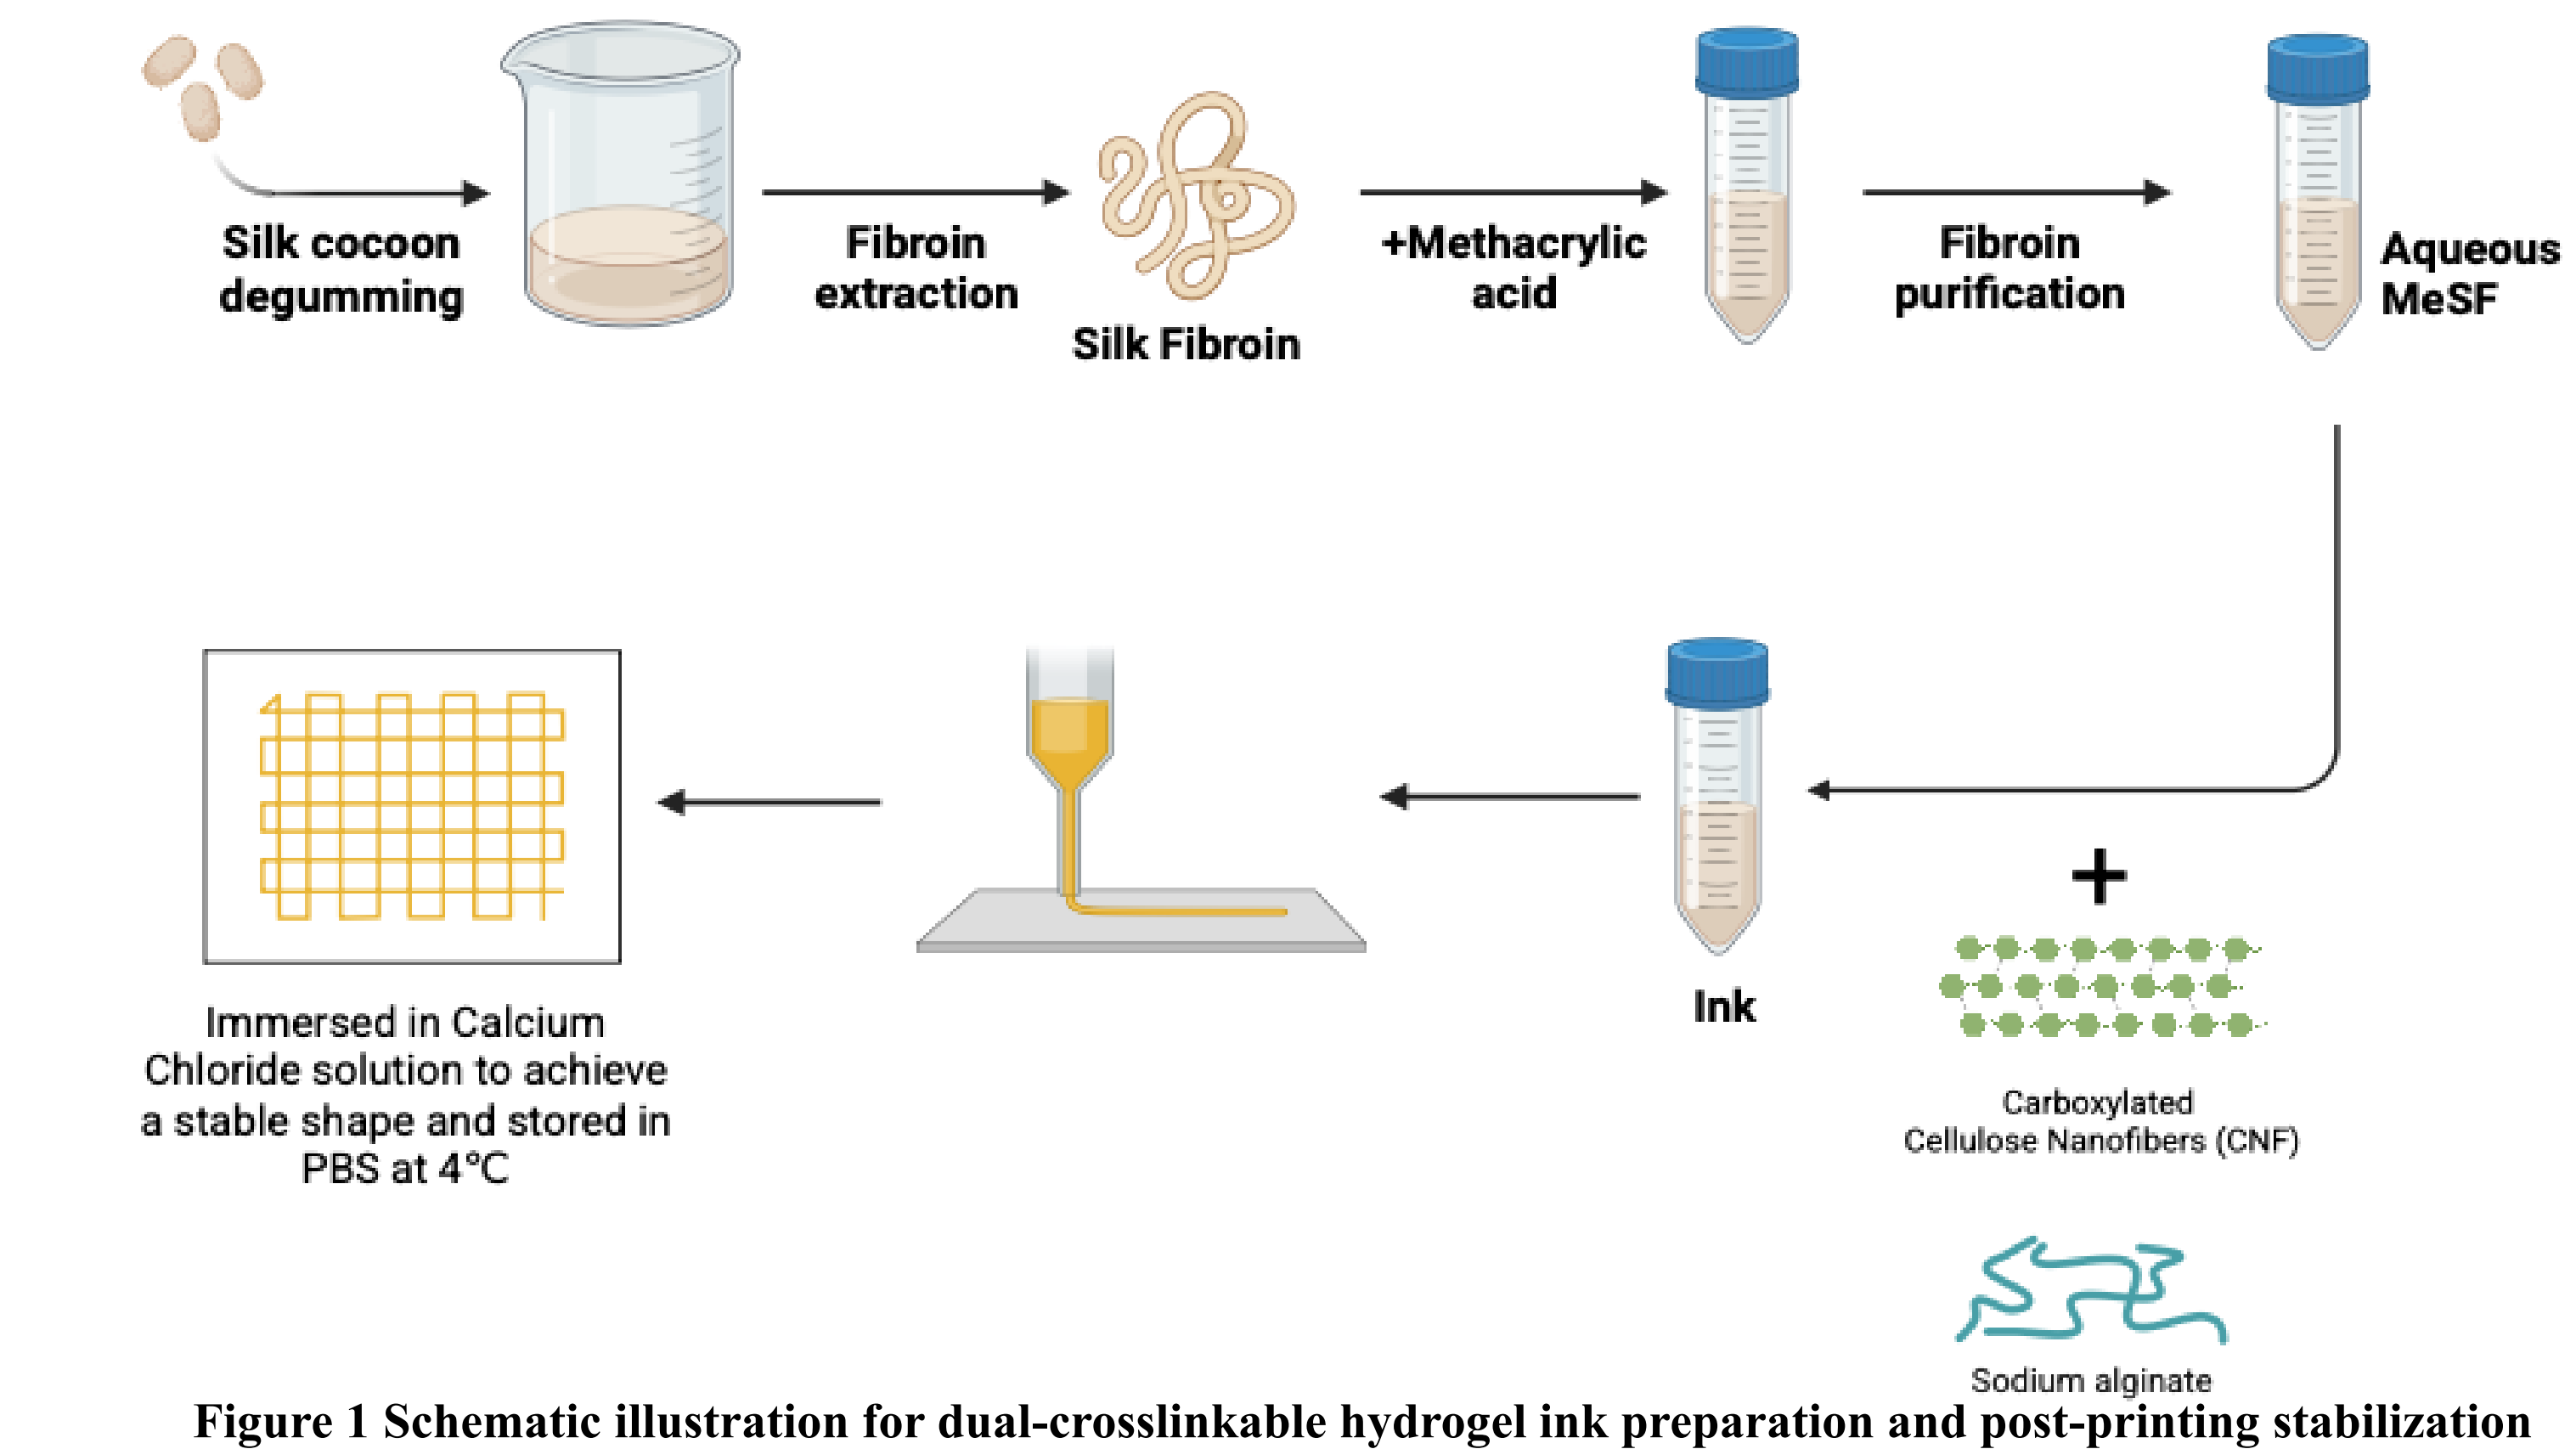 Silk cocoon
degumming
Fibroin
extraction
Silk Fibroin
+Methacrylic
acid
Fibroin
purification
Aqueous
MeSF
+
Carboxylated
Cellulose Nanofibers (CNF)
Sodium alginate
Ink
Immersed in Calcium
Chloride solution to achieve
a stable shape and stored in
PBS at 4°C
Figure 1 Schematic illustration for dual-crosslinkable hydrogel ink preparation and post-printing stabilization